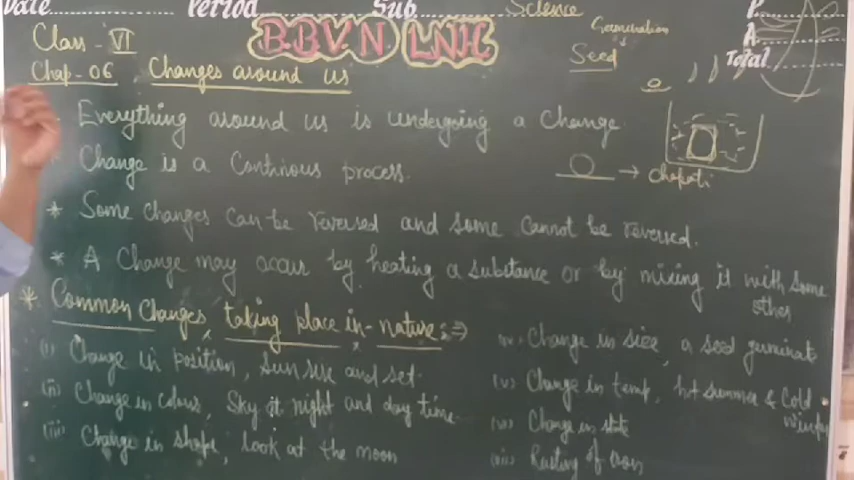 Date Period Sub Science P.
A.
Total
Class - VI BBVN LNH Germination
Seed
Chap - 06 Changes around us
Everything around us is undergoing a Change.
* Change is a Continous process. → chapati
* Some changes can be reversed and some cannot be reversed.
* A Change may occur by heating a substance or by mixing it with some
other
* Common Changes taking place in - nature :⇒
(i) Change in position, Sun rise and set.
(ii) Change in colour, Sky at night and day time
(iii) Change in shape, look at the moon
(iv) Change in size, a seed germinate
(v) Change in temp, hot summer & Cold
winter
(vi) Change in state
(vii) Rusting of iron